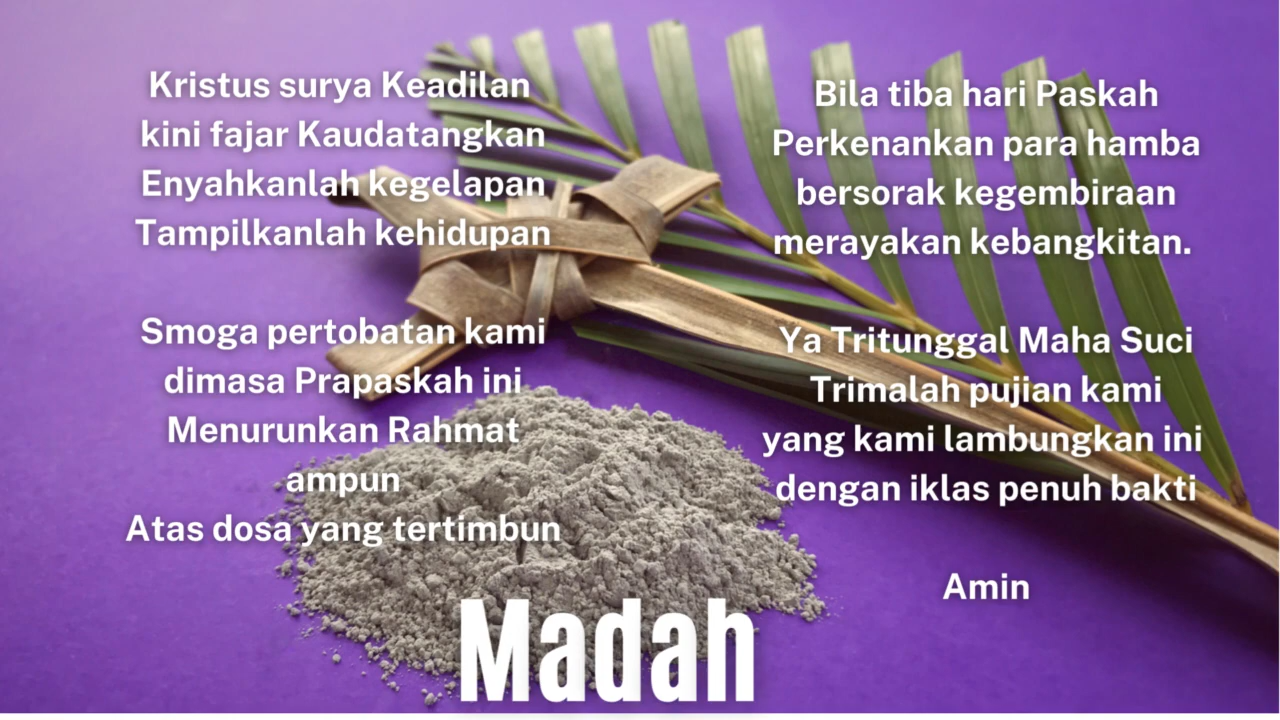 Kristus surya Keadilan
kini fajar Kaudatangkan
Enyahkanlah kegelapan
Tampilkanlah kehidupan
Smoga pertobatan kami
dimasa Prapaskah ini
Menurunkan Rahmat
ampun
Atas dosa yang tertimbun
Bila tiba hari Paskah
Perkenankan para hamba
bersorak kegembiraan
merayakan kebangkitan.
Ya Tritunggal Maha Suci
Trimalah pujian kami
yang kami lambungkan ini
dengan iklas penuh bakti
Amin
Madah